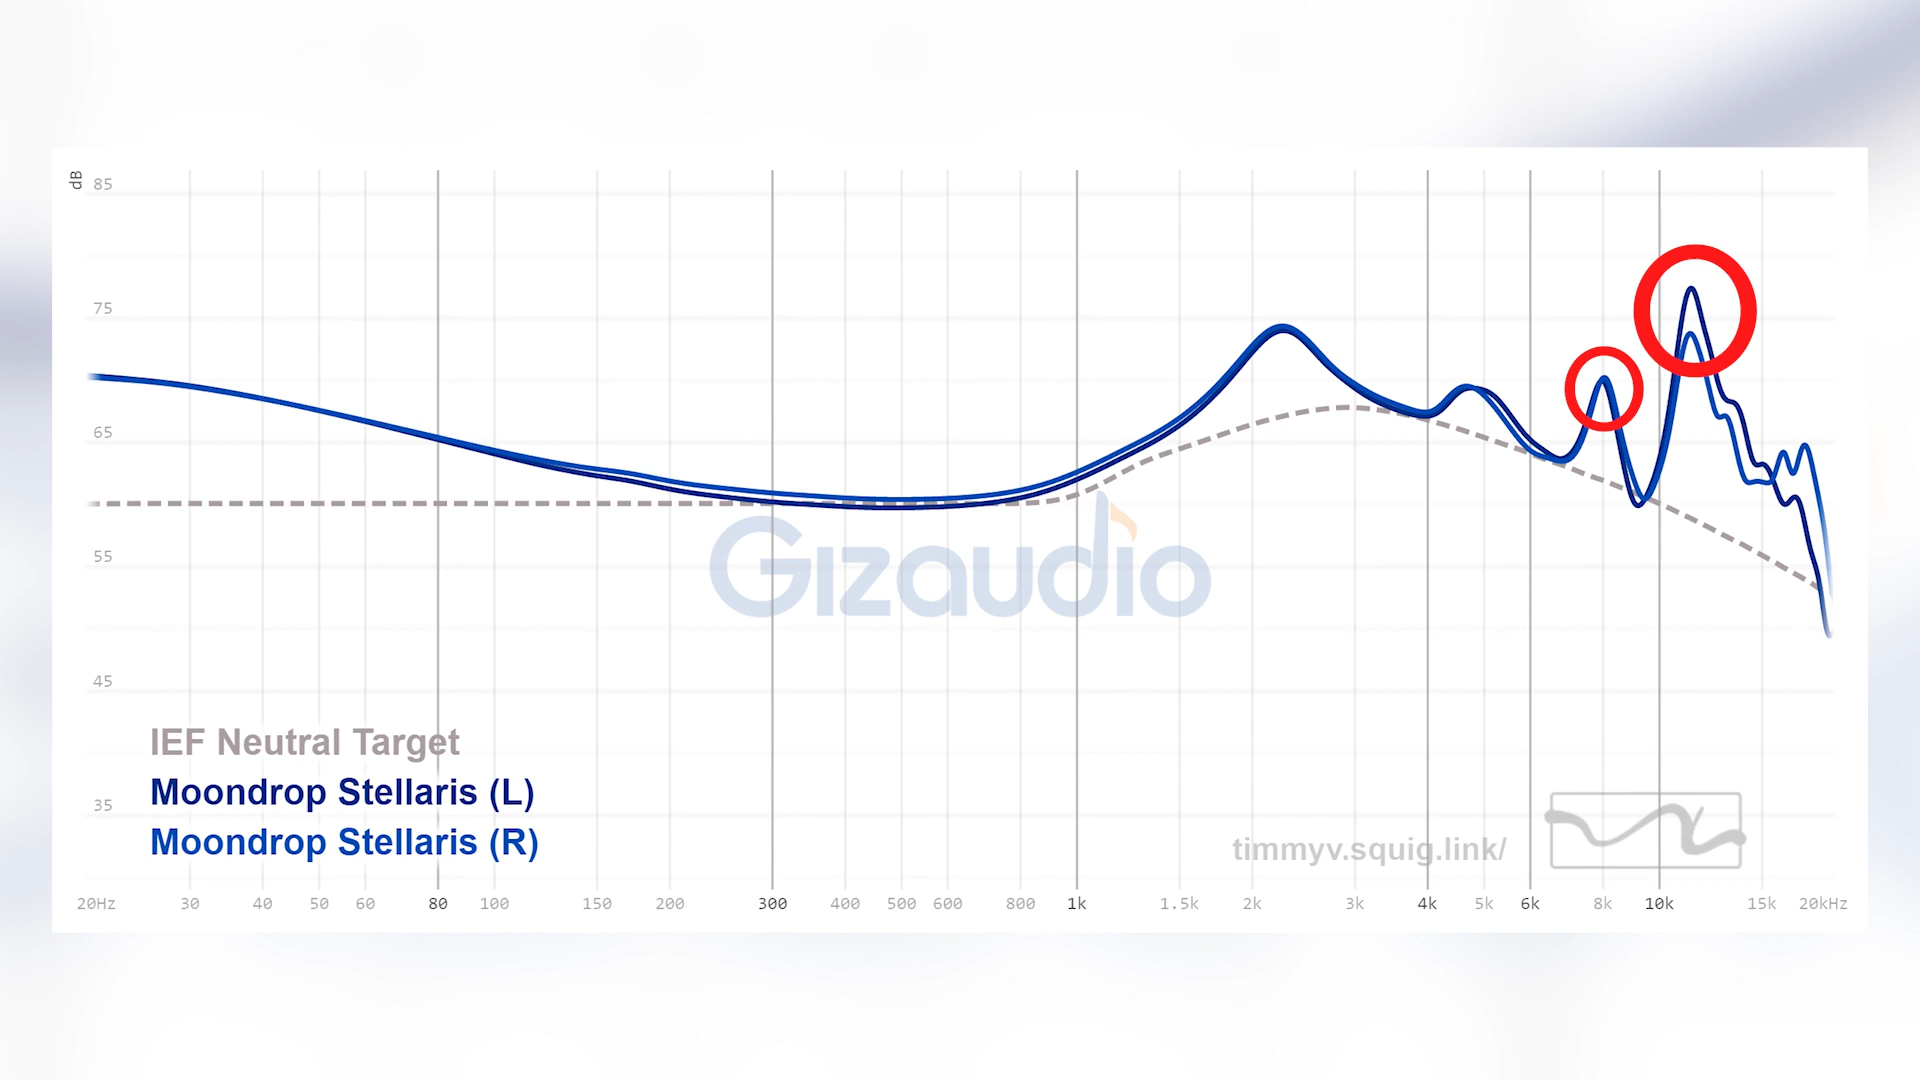 dB
85
75
65
55
45
35
Gizaudio
IEF Neutral Target
Moondrop Stellaris (L)
Moondrop Stellaris (R)
timmyv.squig.link/
20Hz 30 40 50 60 80 100 150 200 300 400 500 600 800 1k 1.5k 2k 3k 4k 5k 6k 8k 10k 15k 20kHz